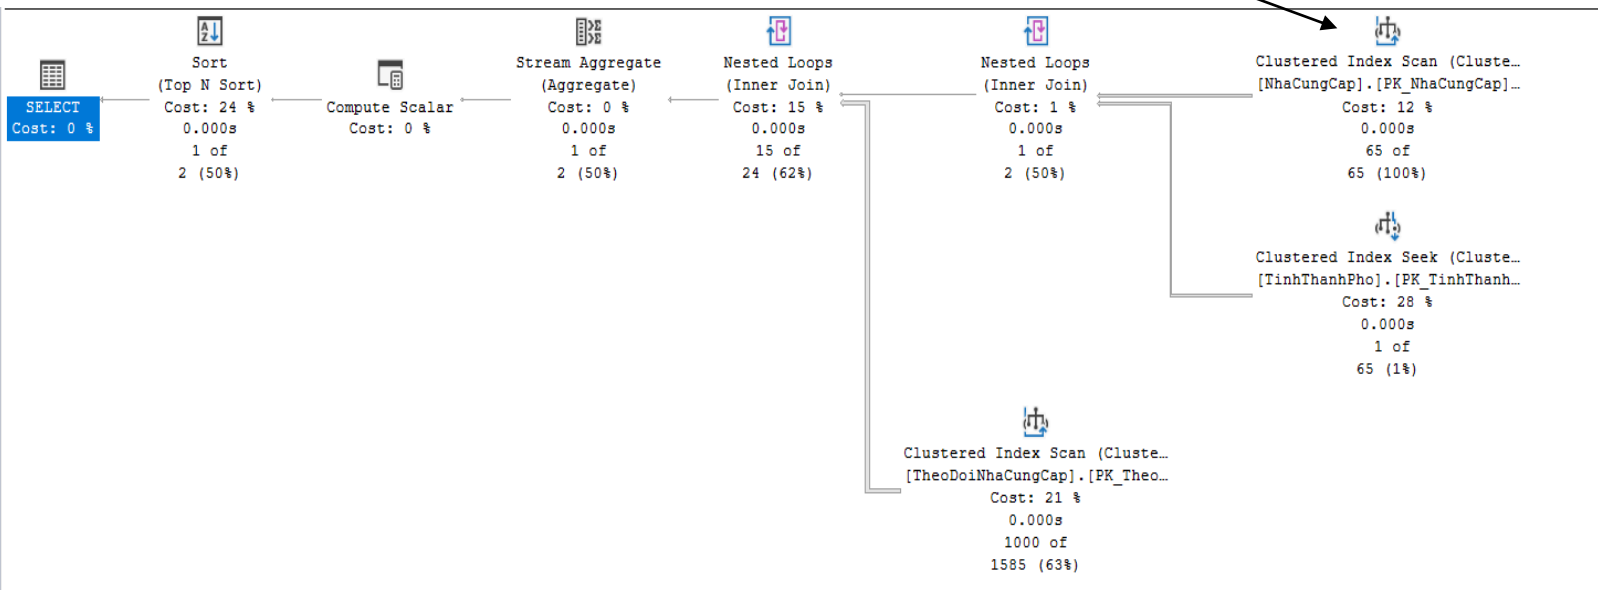 SELECT
Cost: 0 %
Sort
(Top N Sort)
Cost: 24 %
0.000s
1 of
2 (50%)
Compute Scalar
Cost: 0 %
Stream Aggregate
(Aggregate)
Cost: 0 %
0.000s
1 of
2 (50%)
Nested Loops
(Inner Join)
Cost: 15 %
0.000s
15 of
24 (62%)
Nested Loops
(Inner Join)
Cost: 1 %
0.000s
1 of
2 (50%)
Clustered Index Scan (Cluste…
[NhaCungCap].[PK_NhaCungCap]…
Cost: 12 %
0.000s
65 of
65 (100%)
Clustered Index Seek (Cluste…
[TinhThanhPho].[PK_TinhThanh…
Cost: 28 %
0.000s
1 of
65 (1%)
Clustered Index Scan (Cluste…
[TheoDoiNhaCungCap].[PK_Theo…
Cost: 21 %
0.000s
1000 of
1585 (63%)